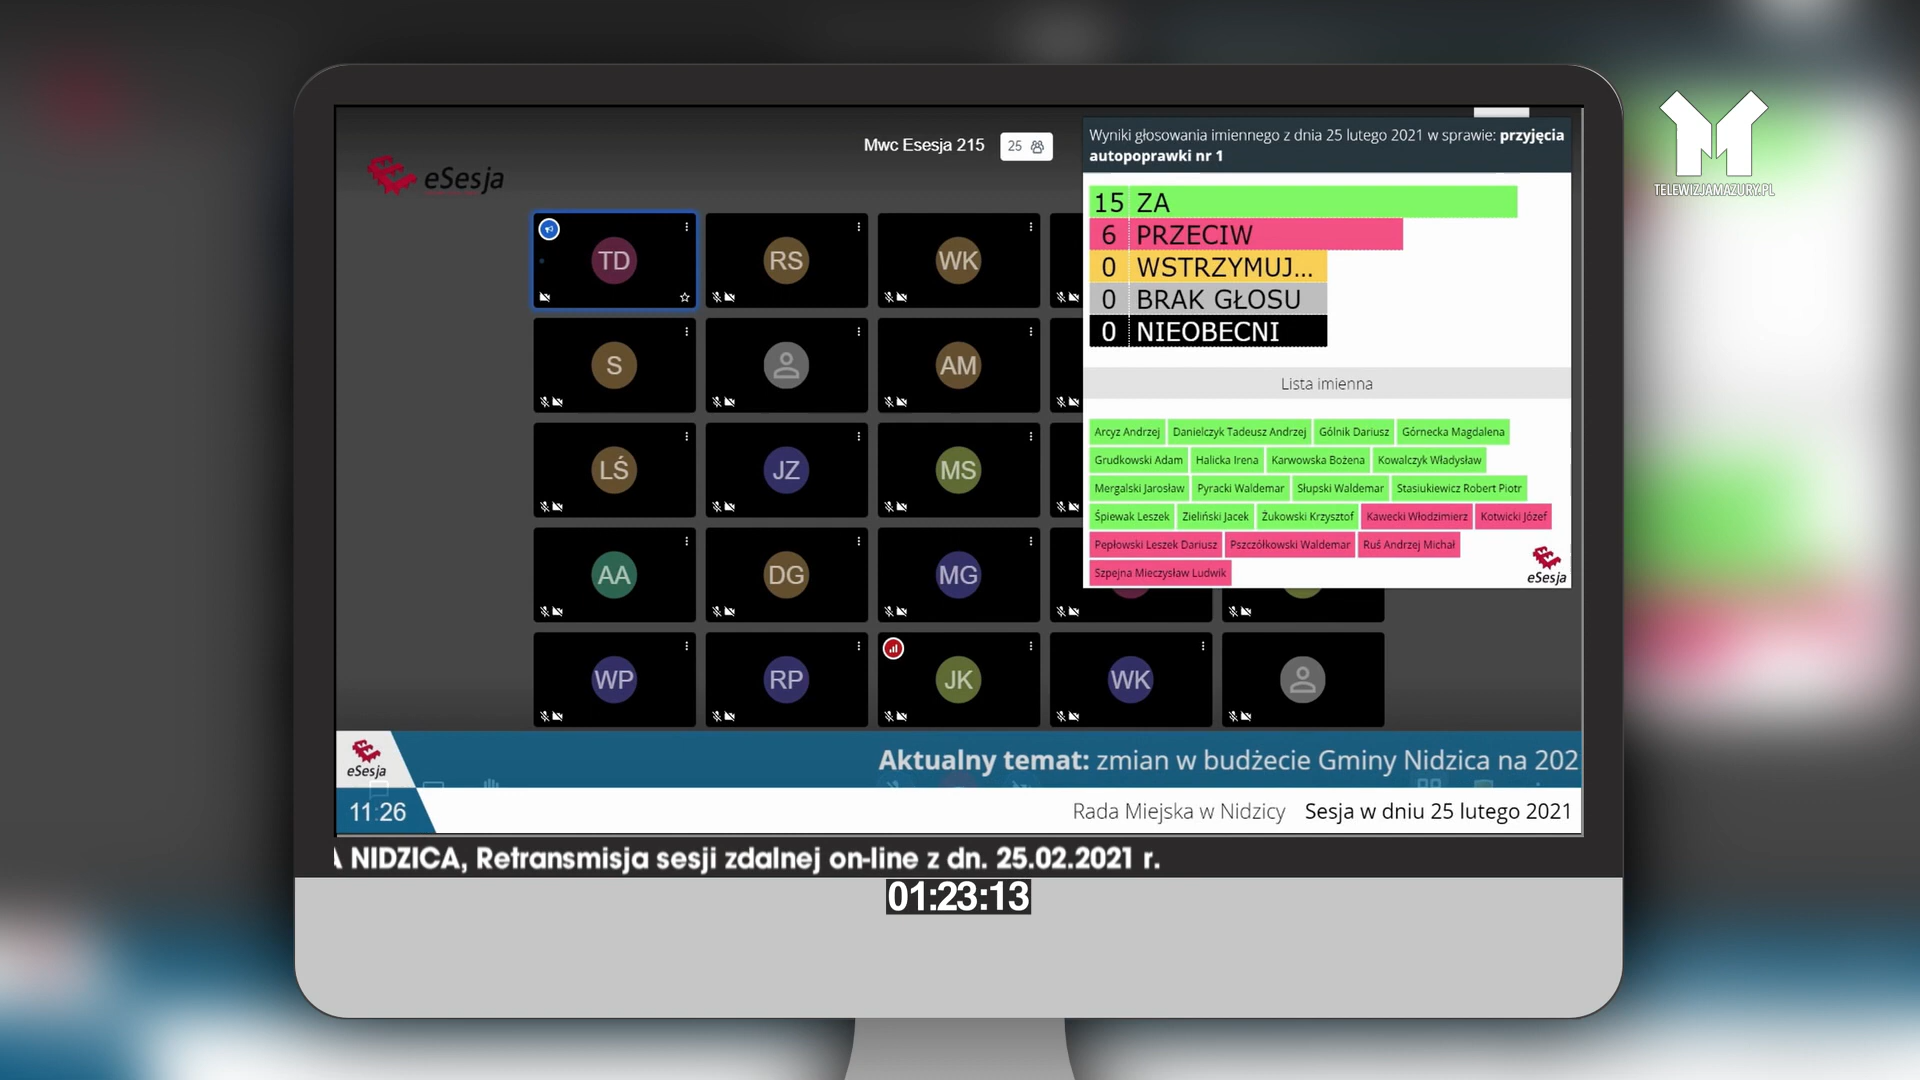 Mwc Esesja 215
25
eSesja
Wyniki głosowania imiennego z dnia 25 lutego 2021 w sprawie: przyjęcia
autopoprawki nr 1
15 ZA
6 PRZECIW
0 WSTRZYMUJ...
0 BRAK GŁOSU
0 NIEOBECNI
Lista imienna
Arcyz Andrzej Danielczyk Tadeusz Andrzej Gólnik Dariusz Górnecka Magdalena
Grudkowski Adam Halicka Irena Karwowska Bożena Kowalczyk Władysław
Mergalski Jarosław Pyracki Waldemar Słupski Waldemar Stasiukiewicz Robert Piotr
Śpiewak Leszek Zieliński Jacek Żukowski Krzysztof Kawecki Włodzimierz Kotwicki Józef
Pepłowski Leszek Dariusz Pszczółkowski Waldemar Ruś Andrzej Michał
Szpejna Mieczysław Ludwik
eSesja
TELEWIZJAMAZURY.PL
TD RS WK
S AM
LŚ JZ MS
AA DG MG
WP RP JK WK
eSesja
Aktualny temat: zmian w budżecie Gminy Nidzica na 202
11:26
Rada Miejska w Nidzicy Sesja w dniu 25 lutego 2021
A NIDZICA, Retransmisja sesji zdalnej on-line z dn. 25.02.2021 r.
01:23:13